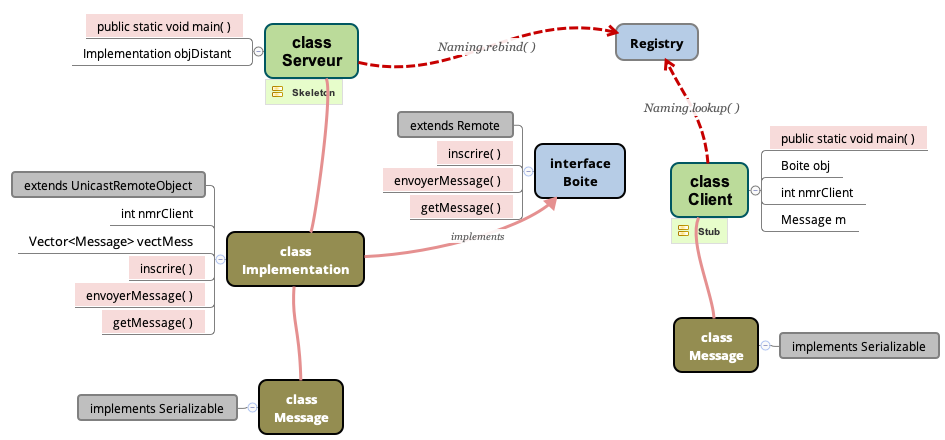 public static void main( )
Implementation objDistant
class
Serveur
Skeleton
Naming.rebind( )
Registry
Naming.lookup( )
extends Remote
inscrire( )
envoyerMessage( )
getMessage( )
interface
Boite
public static void main( )
Boite obj
int nmrClient
Message m
class
Client
Stub
extends UnicastRemoteObject
int nmrClient
Vector<Message> vectMess
inscrire( )
envoyerMessage( )
getMessage( )
class
Implementation
implements
class
Message
implements Serializable
implements Serializable
class
Message